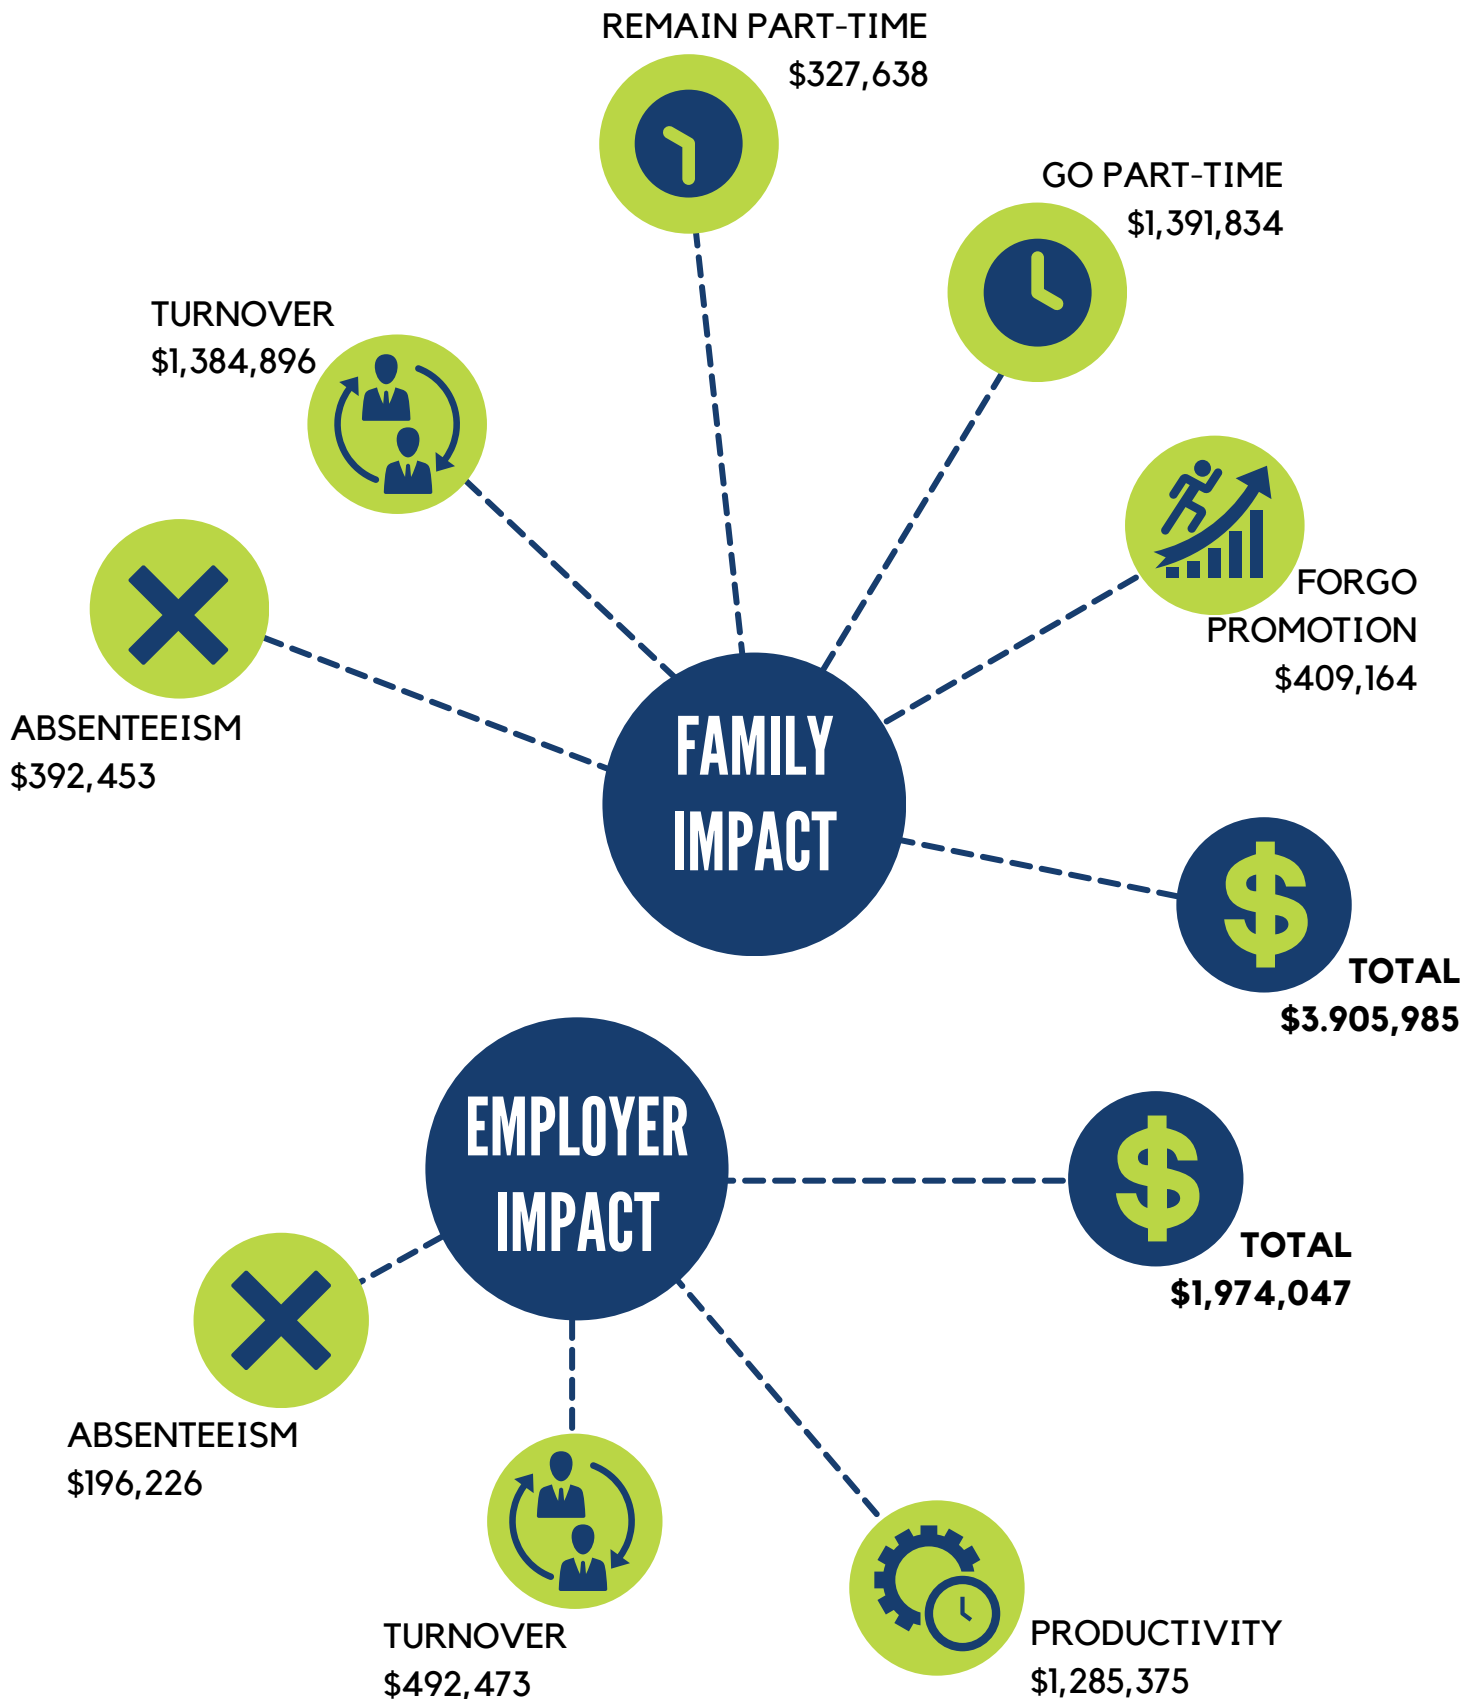 REMAIN PART-TIME
$327,638
GO PART-TIME
$1,391,834
TURNOVER
$1,384,896
FORGO
PROMOTION
$409,164
ABSENTEEISM
$392,453
FAMILY
IMPACT
TOTAL
$3.905,985
EMPLOYER
IMPACT
TOTAL
$1,974,047
ABSENTEEISM
$196,226
TURNOVER
$492,473
PRODUCTIVITY
$1,285,375